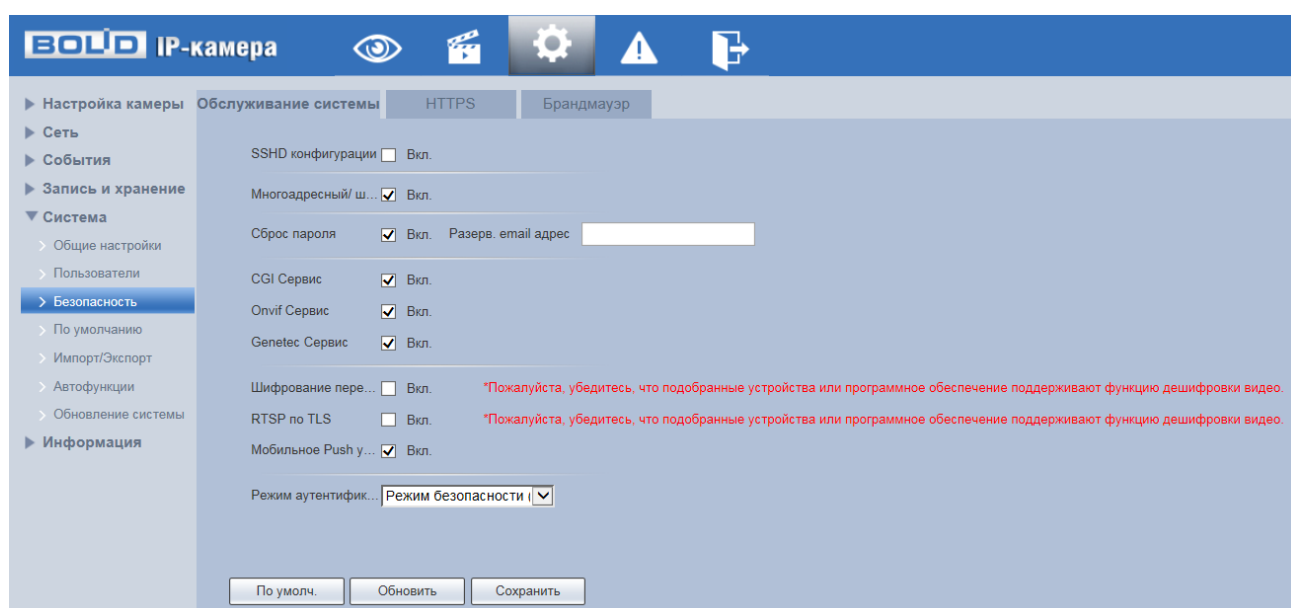 BOLID IP-камера
Настройка камеры
Сеть
События
Запись и хранение
Система
Общие настройки
Пользователи
Безопасность
По умолчанию
Импорт/Экспорт
Автофункции
Обновление системы
Информация
Обслуживание системы HTTPS Брандмауэр
SSHD конфигурации Вкл.
Многоадресный/ ш... Вкл.
Сброс пароля Вкл. Разерв. email адрес
CGI Сервис Вкл.
Onvif Сервис Вкл.
Genetec Сервис Вкл.
Шифрование пере... Вкл. *Пожалуйста, убедитесь, что подобранные устройства или программное обеспечение поддерживают функцию дешифровки видео.
RTSP по TLS Вкл. *Пожалуйста, убедитесь, что подобранные устройства или программное обеспечение поддерживают функцию дешифровки видео.
Мобильное Push у... Вкл.
Режим аутентифик... Режим безопасности (
По умолч. Обновить Сохранить